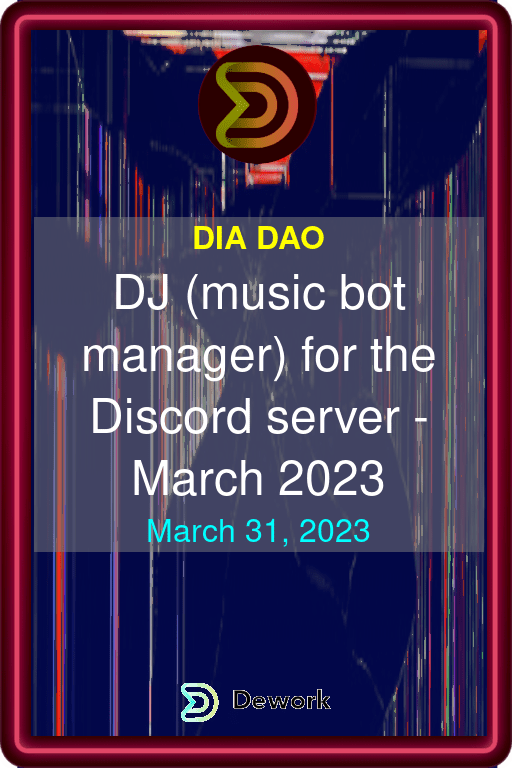 DIA DAO
DJ (music bot
manager) for the
Discord server -
March 2023
March 31, 2023
Dework